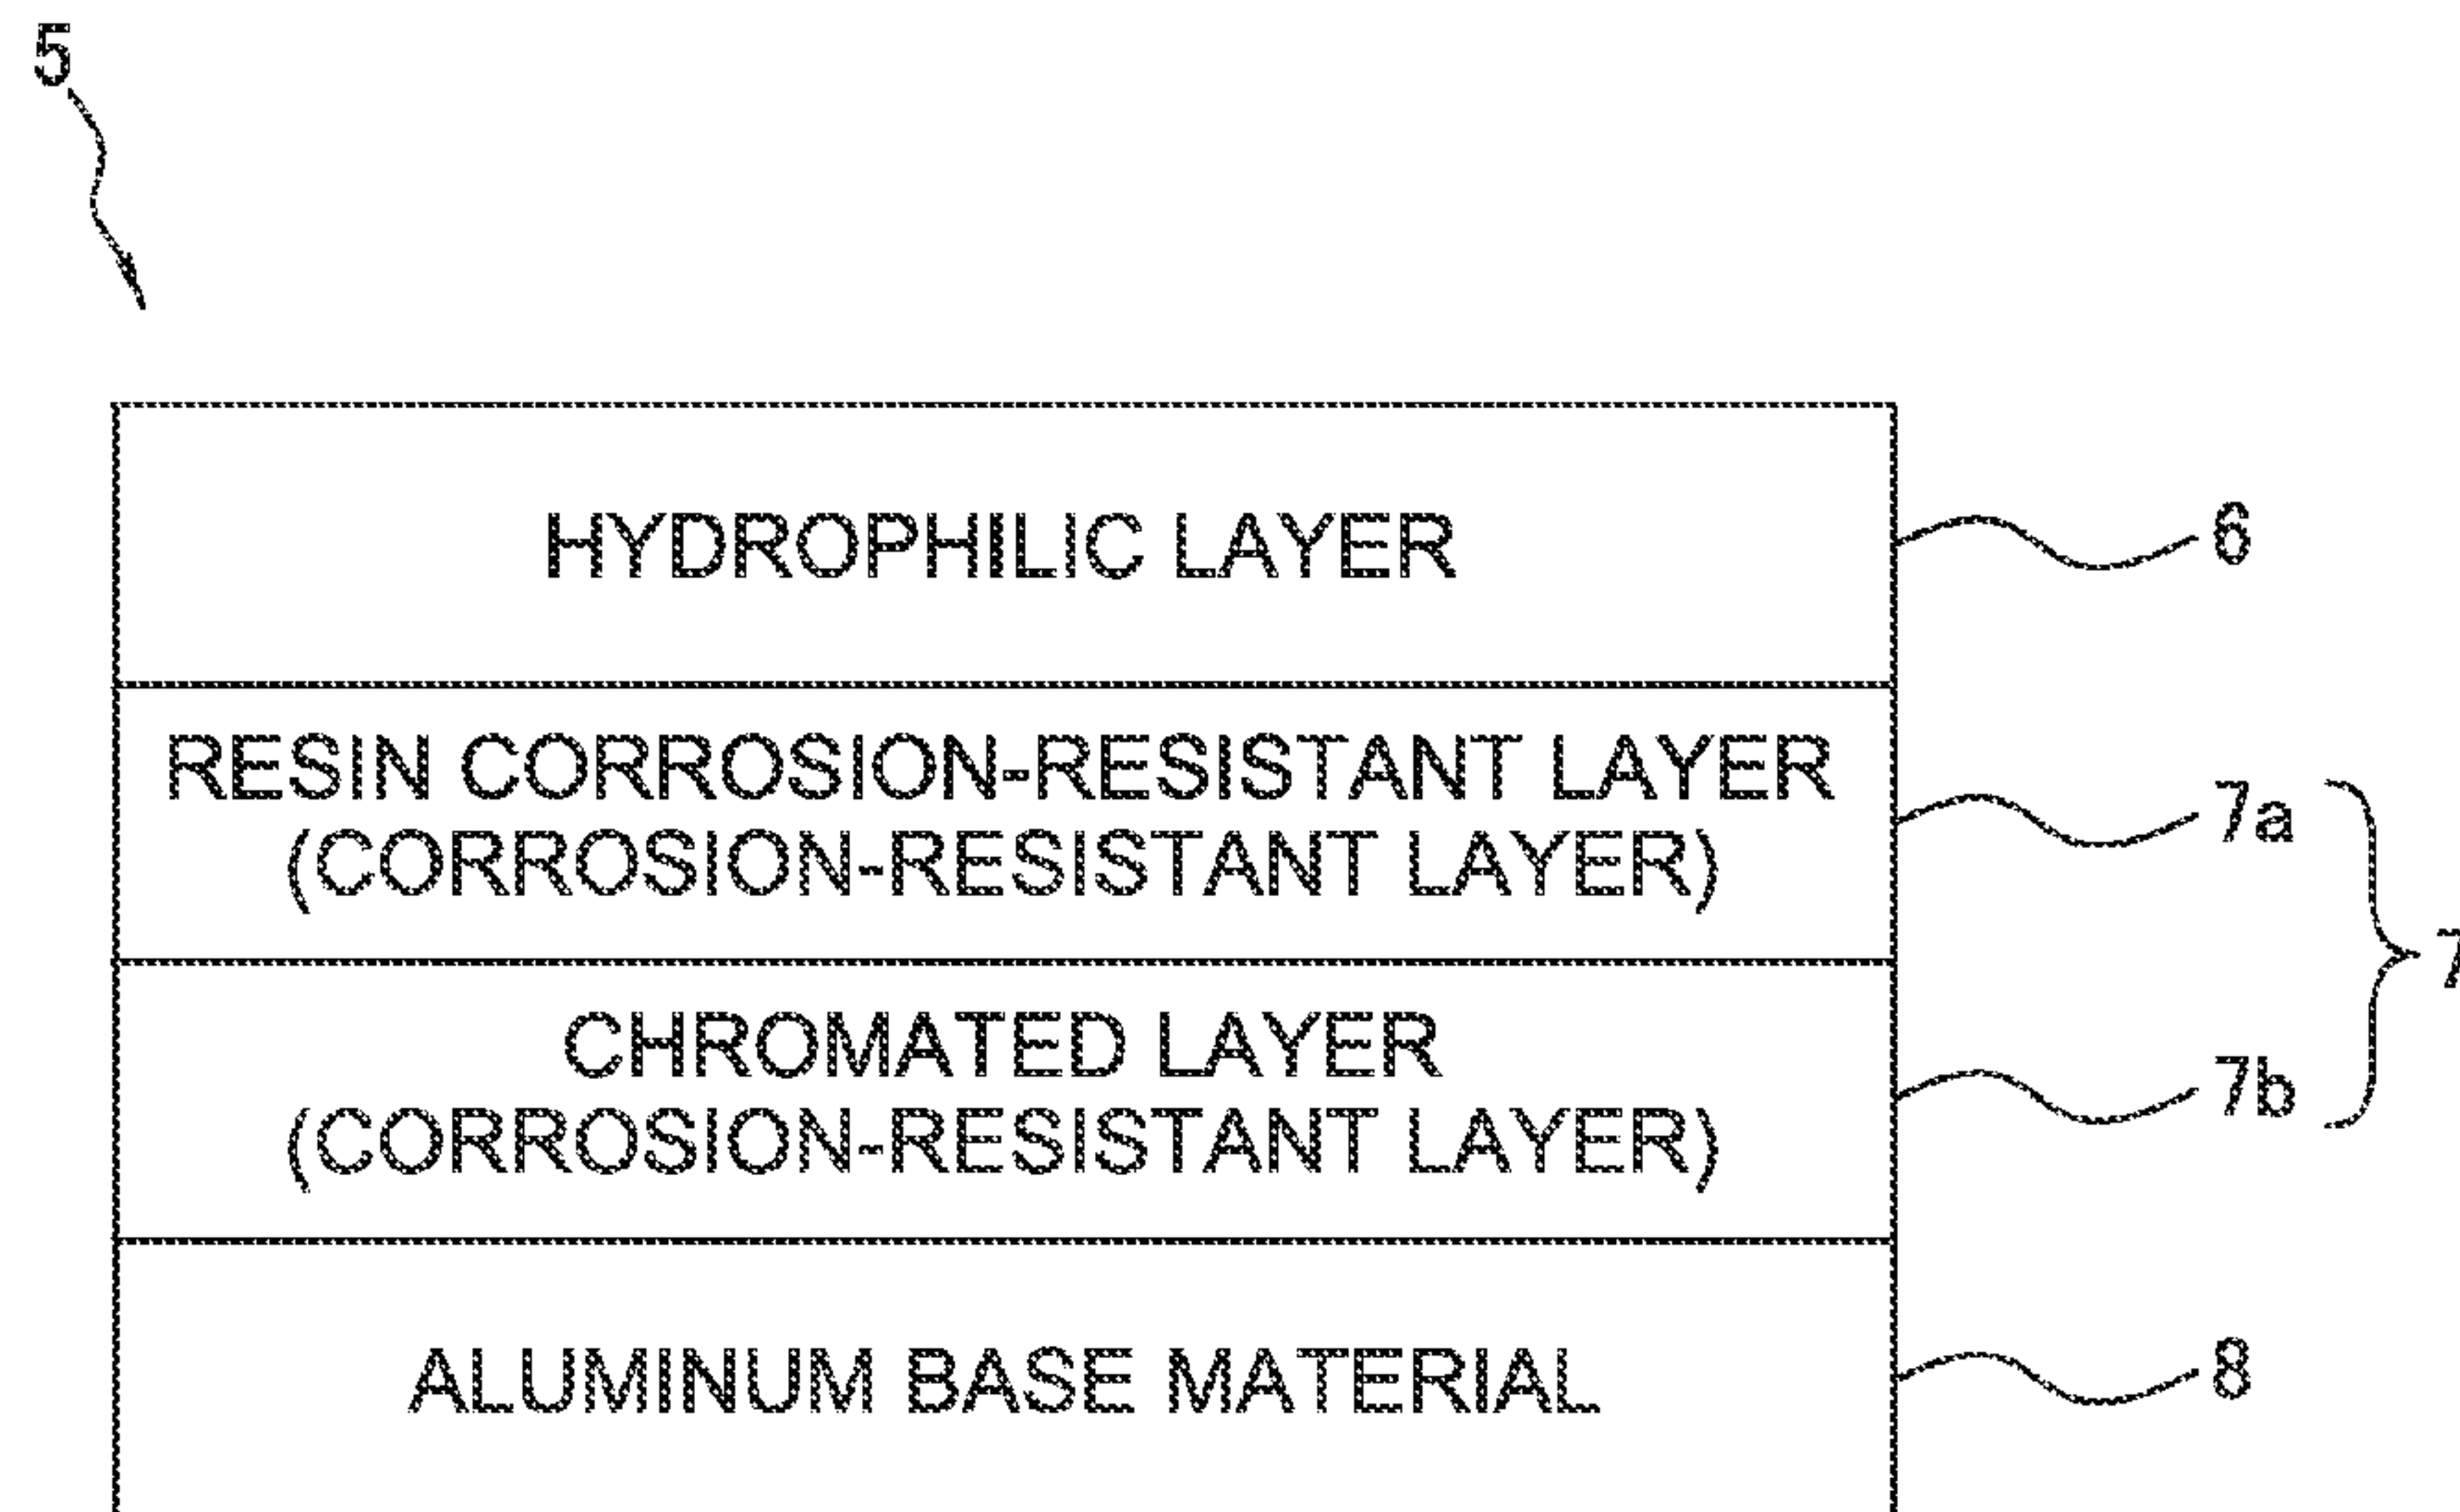 5
HYDROPHILIC LAYER
6
RESIN CORROSION-RESISTANT LAYER
(CORROSION-RESISTANT LAYER)
7a
CHROMATED LAYER
(CORROSION-RESISTANT LAYER)
7b
7
ALUMINUM BASE MATERIAL
8